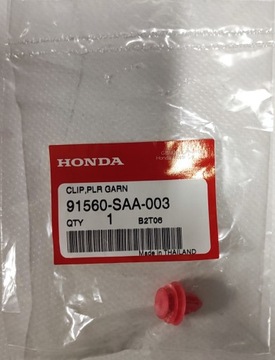 HONDA
CLIP,PLR GARN
91560-SAA-003
QTY 1 B2T06
Made in THAILAND